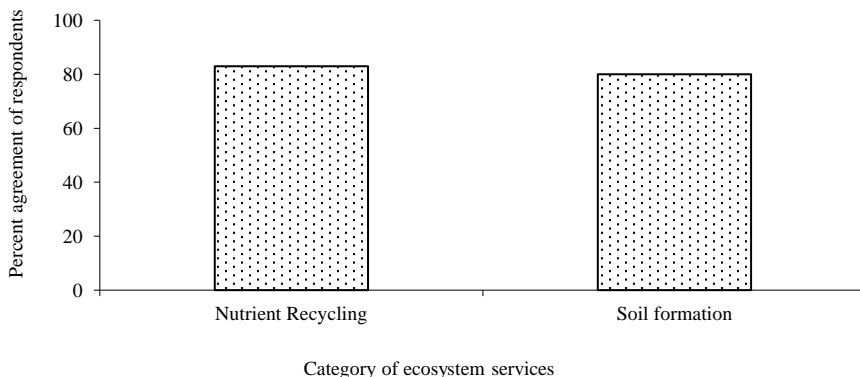 Percent agreement of respondents
100
80
60
40
20
0
Nutrient Recycling
Soil formation
Category of ecosystem services